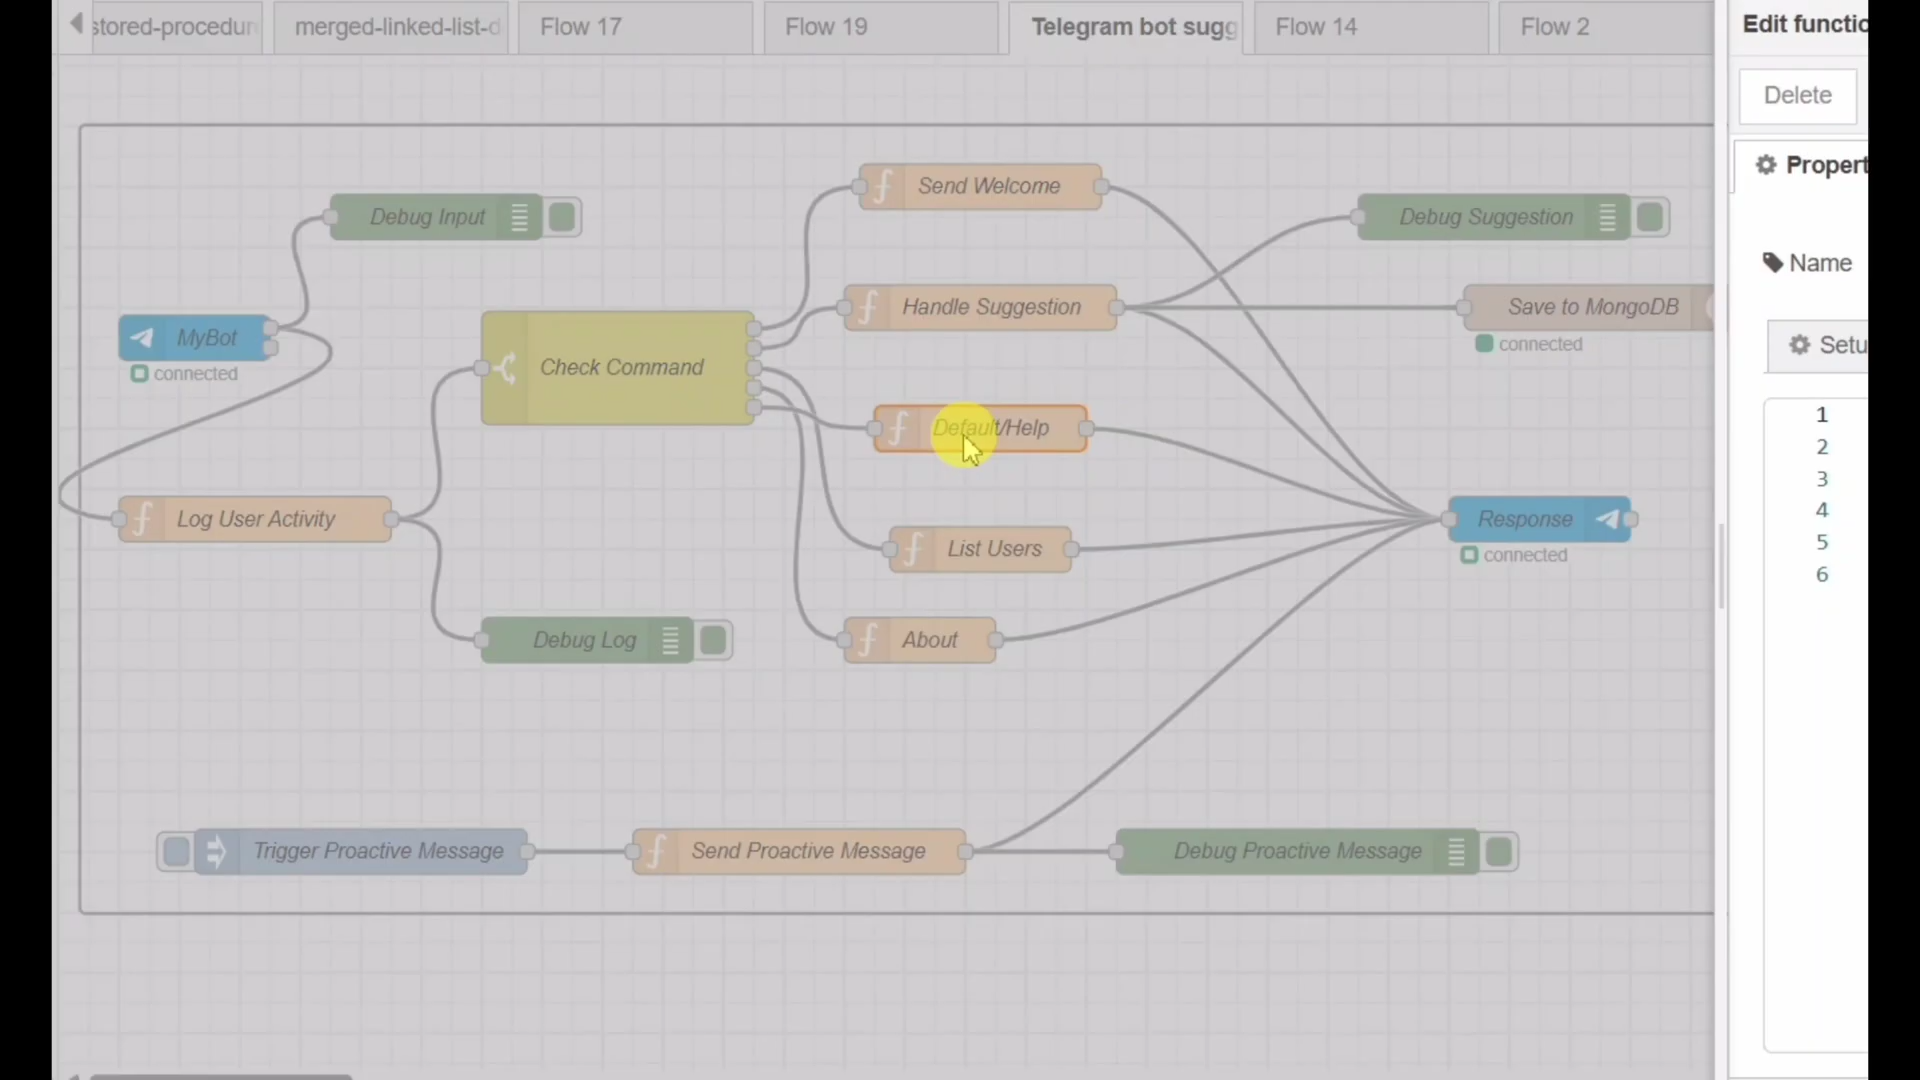 stored-procedur
merged-linked-list-d
Flow 17
Flow 19
Telegram bot sugg
Flow 14
Flow 2
Edit functio
Delete
Propert
Name
Setu
1
2
3
4
5
6
Send Welcome
Debug Input
Debug Suggestion
MyBot
connected
Handle Suggestion
Save to MongoDB
connected
Check Command
Default/Help
Log User Activity
List Users
Response
connected
Debug Log
About
Trigger Proactive Message
Send Proactive Message
Debug Proactive Message